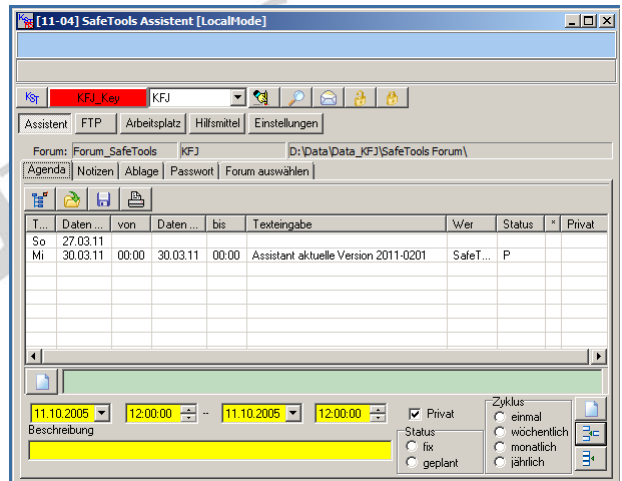 [11-04] SafeTools Assistent [LocalMode]
KST KFJ_Key KFJ
Assistent FTP Arbeitsplatz Hilfsmittel Einstellungen
Forum: Forum_SafeTools KFJ D:\Data\Data_KFJ\SafeTools Forum\
Agenda Notizen Ablage Passwort Forum auswählen
T... Daten ... von Daten ... bis Texteingabe Wer Status * Privat
So 27.03.11
Mi 30.03.11 00:00 30.03.11 00:00 Assistant aktuelle Version 2011-0201 SafeT... P
11.10.2005 12:00:00 -- 11.10.2005 12:00:00 Privat
Beschreibung
Status
fix
geplant
Zyklus
einmal
wöchentlich
monatlich
jährlich